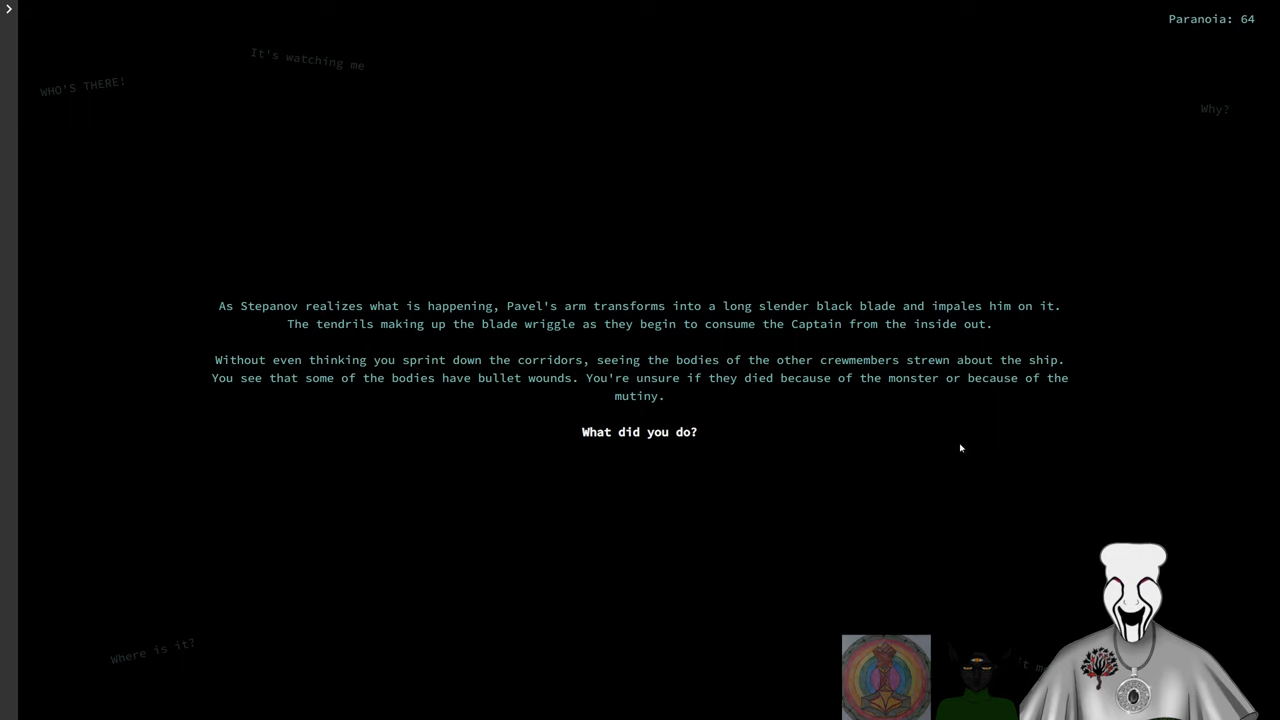 Paranoia: 64
It's watching me
WHO'S THERE!
Why?
As Stepanov realizes what is happening, Pavel's arm transforms into a long slender black blade and impales him on it.
The tendrils making up the blade wriggle as they begin to consume the Captain from the inside out.
Without even thinking you sprint down the corridors, seeing the bodies of the other crewmembers strewn about the ship.
You see that some of the bodies have bullet wounds. You're unsure if they died because of the monster or because of the
mutiny.
What did you do?
Where is it?